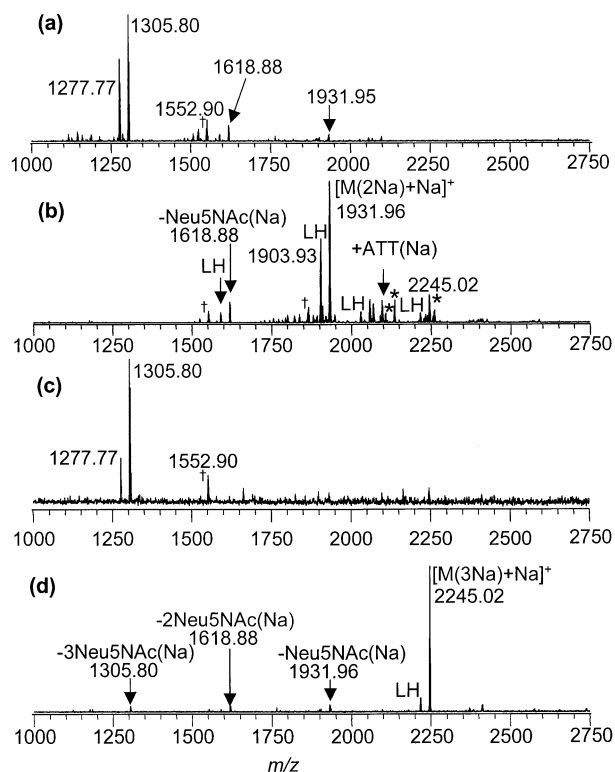 (a)
1305.80
1277.77
1618.88
1552.90
†
1931.95
1000 1250 1500 1750 2000 2250 2500 2750
[M(2Na)+Na]+
(b)
1931.96
-Neu5NAc(Na)
1618.88
LH
1903.93
+ATT(Na)
LH
2245.02
† † LH * * LH *
1000 1250 1500 1750 2000 2250 2500 2750
(c)
1305.80
1277.77
1552.90
†
1000 1250 1500 1750 2000 2250 2500 2750
(d)
[M(3Na)+Na]+
2245.02
-2Neu5NAc(Na)
1618.88
-3Neu5NAc(Na)
1305.80
-Neu5NAc(Na)
1931.96
LH
1000 1250 1500 1750 2000 2250 2500 2750
m/z